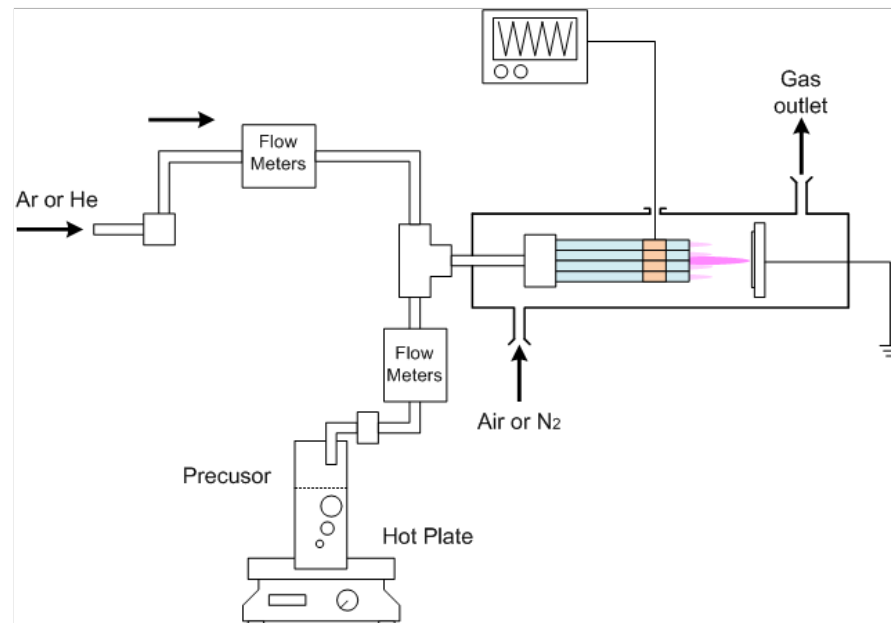 Gas
outlet
Flow
Meters
Ar or He
Flow
Meters
Air or N2
Precusor
Hot Plate